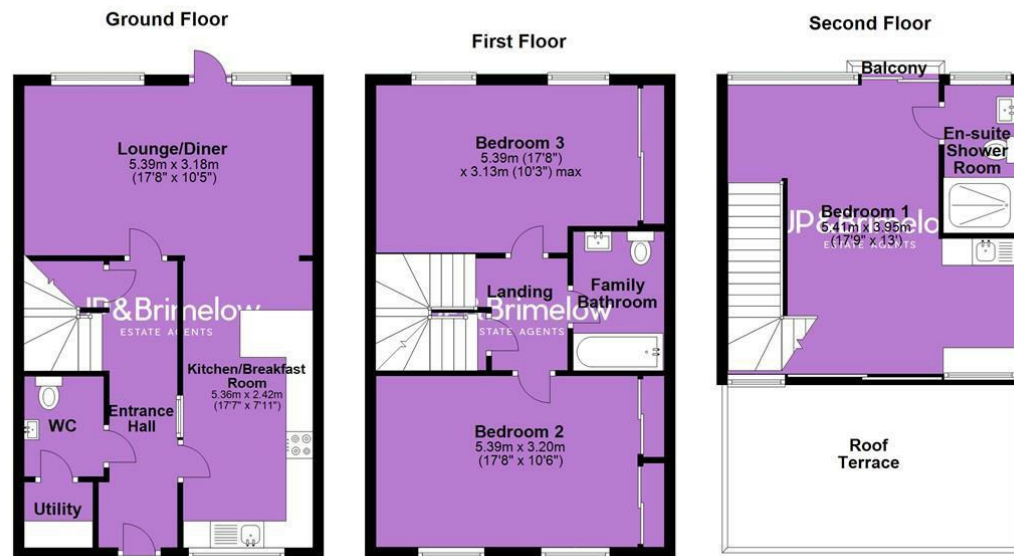 Ground Floor
Lounge/Diner
5.39m x 3.18m
(17'8" x 10'5")
JP&Brimelow
ESTATE AGENTS
Kitchen/Breakfast
Room
5.36m x 2.42m
(17'7" x 7'11")
WC
Entrance
Hall
Utility
First Floor
Bedroom 3
5.39m (17'8")
x 3.13m (10'3") max
Landing
Family
Bathroom
JP&Brimelow
ESTATE AGENTS
Bedroom 2
5.39m x 3.20m
(17'8" x 10'6")
Second Floor
Balcony
En-suite
Shower
Room
Bedroom 1
5.41m x 3.95m
(17'9" x 13')
JP&Brimelow
ESTATE AGENTS
Roof
Terrace